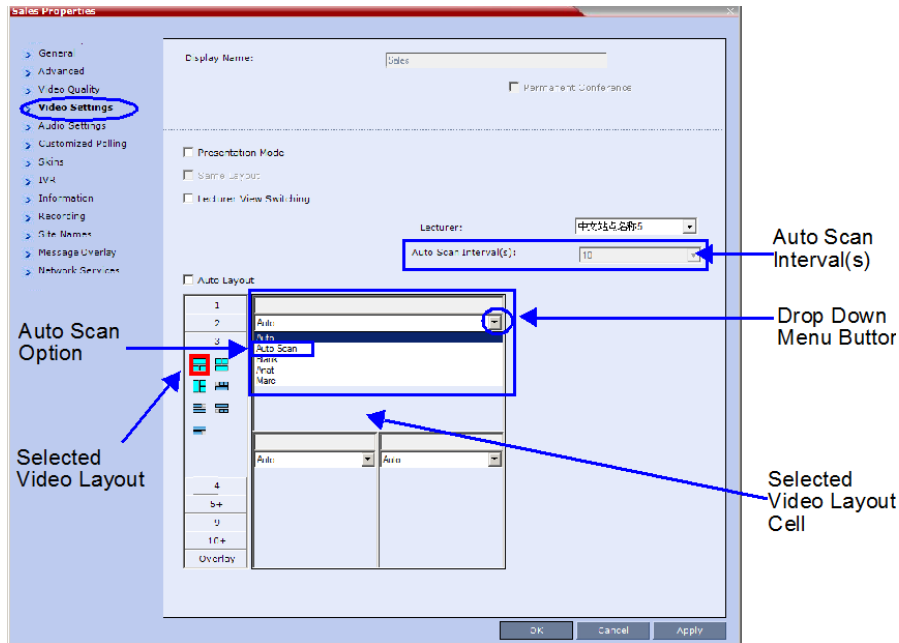 Sales Properties
General
Advanced
Video Quality
Video Settings
Audio Settings
Customized Polling
Skins
IVR
Information
Recording
Site Names
Message Overlay
Network Services
Display Name:
Sales
Permanent Conference
Presentation Mode
Same Layout
Lecturer View Switching
Lecturer:
中文站点名称5
Auto Scan Interval(s):
10
Auto Layout
1
2
3
4
5+
9
10+
Overlay
Auto
Auto
Auto Scan
Blank
Anat
Marc
Auto
Auto
OK
Cancel
Apply
Auto Scan
Interval(s)
Drop Down
Menu Button
Auto Scan
Option
Selected
Video Layout
Selected
Video Layout
Cell